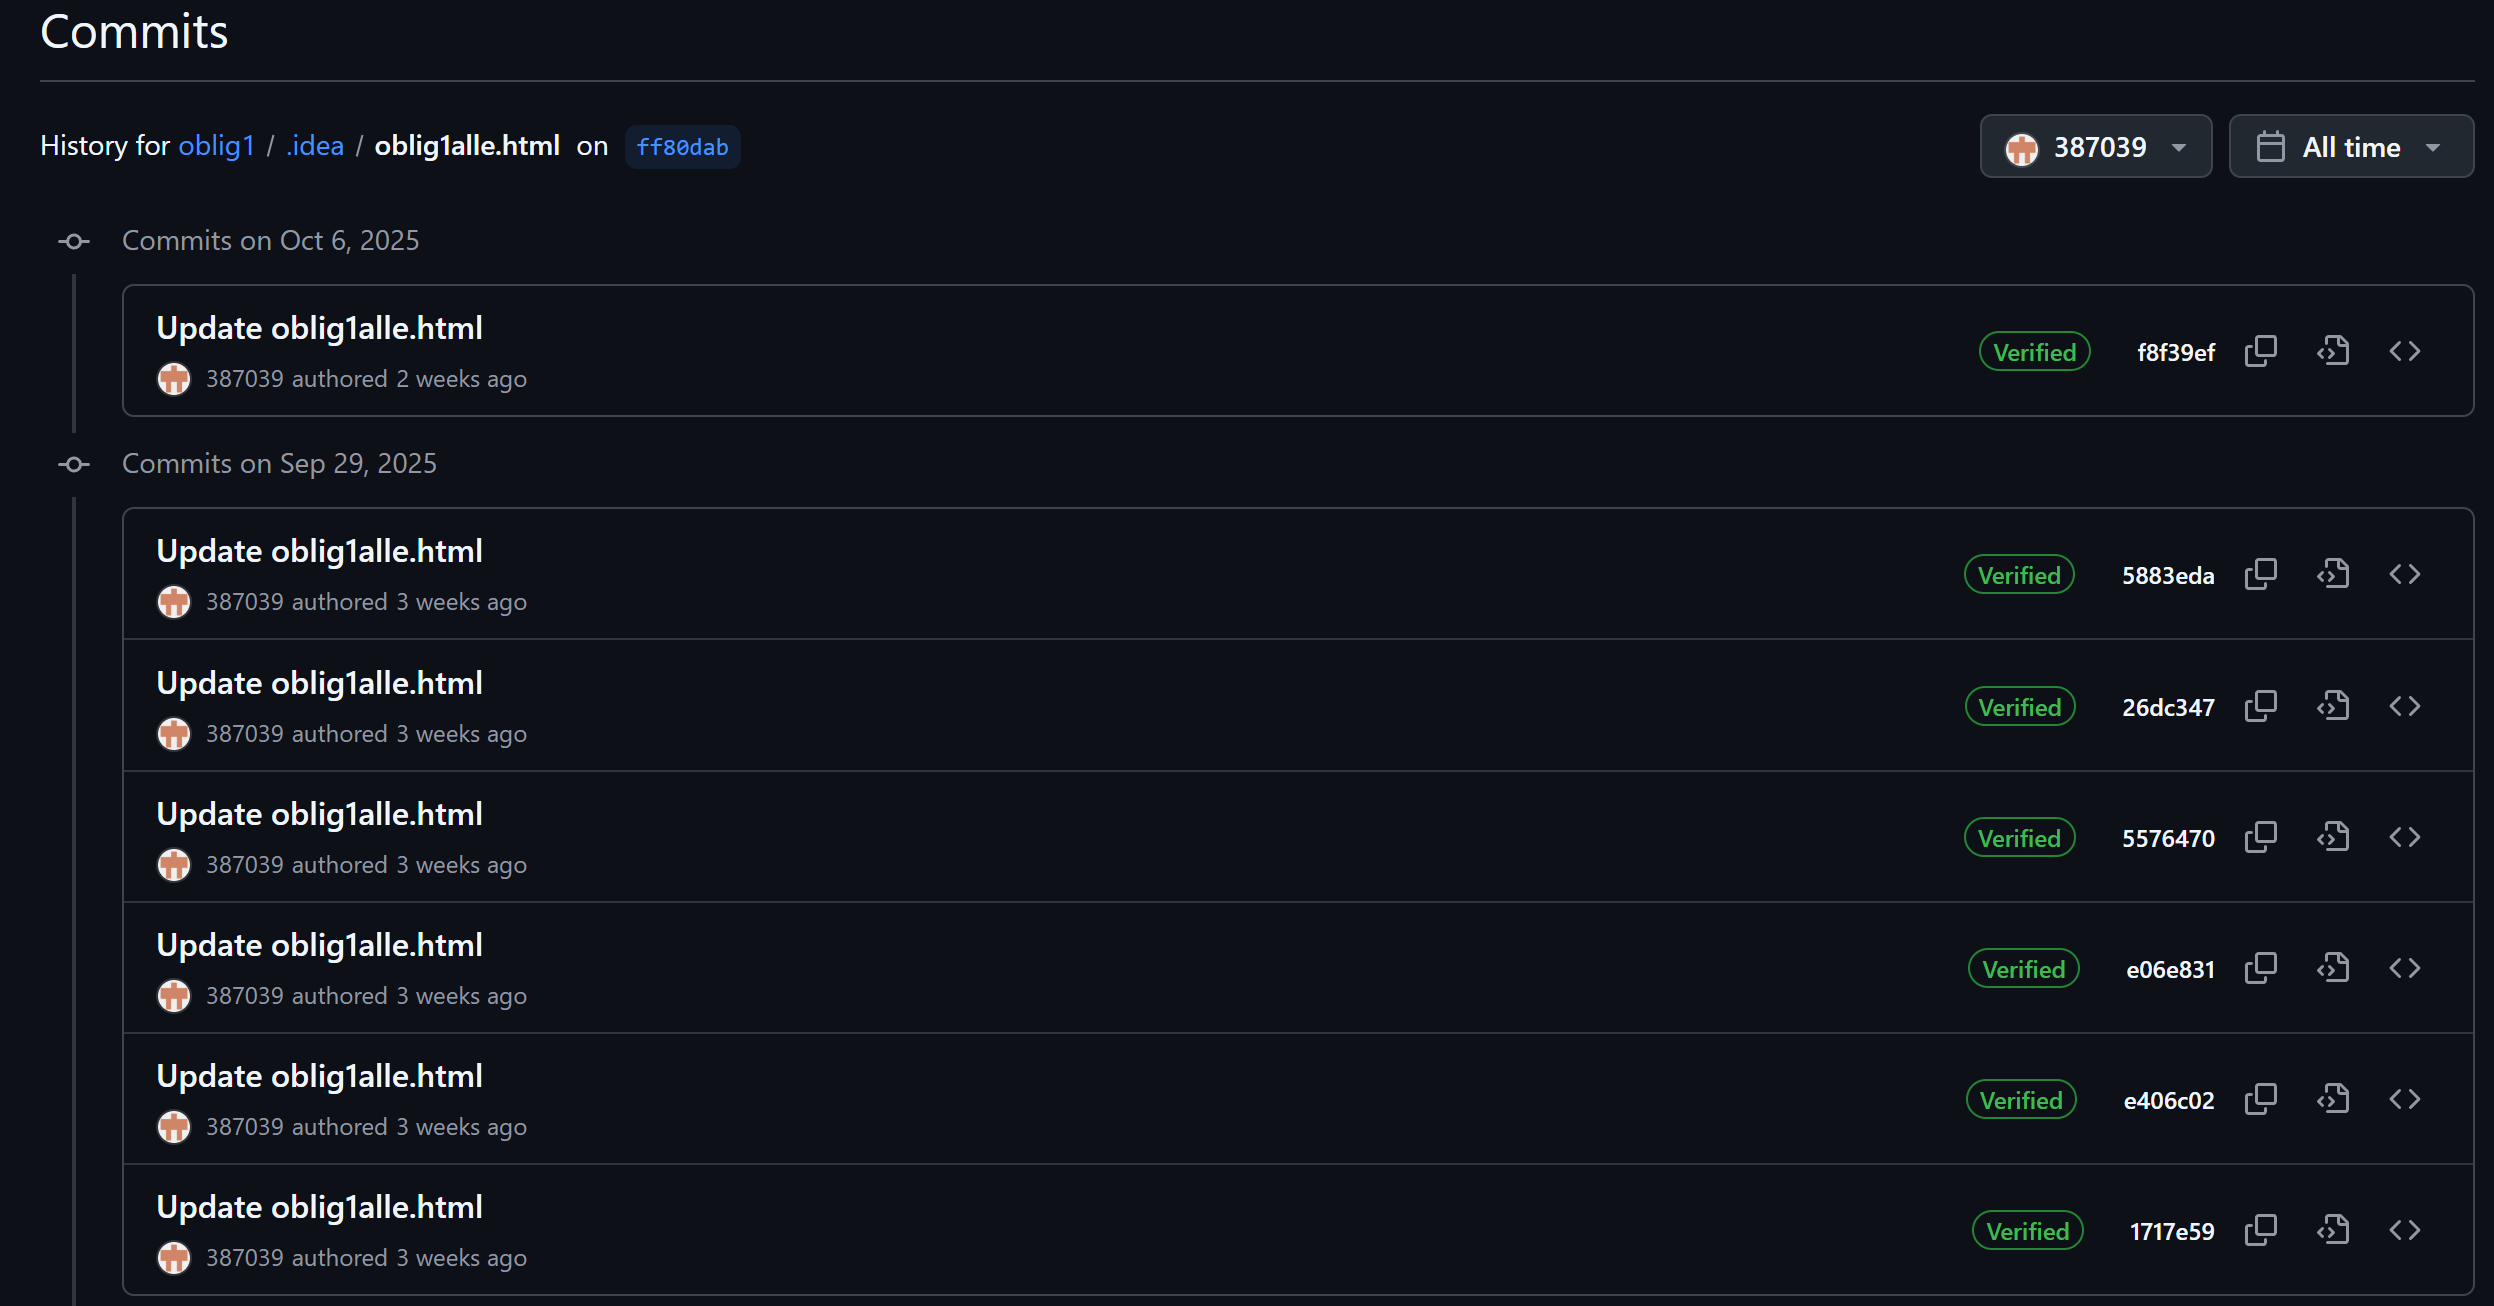 Commits
History for oblig1 / .idea / oblig1alle.html on ff80dab
387039
All time
Commits on Oct 6, 2025
Update oblig1alle.html
387039 authored 2 weeks ago
Verified
f8f39ef
Commits on Sep 29, 2025
Update oblig1alle.html
387039 authored 3 weeks ago
Verified
5883eda
Update oblig1alle.html
387039 authored 3 weeks ago
Verified
26dc347
Update oblig1alle.html
387039 authored 3 weeks ago
Verified
5576470
Update oblig1alle.html
387039 authored 3 weeks ago
Verified
e06e831
Update oblig1alle.html
387039 authored 3 weeks ago
Verified
e406c02
Update oblig1alle.html
387039 authored 3 weeks ago
Verified
1717e59